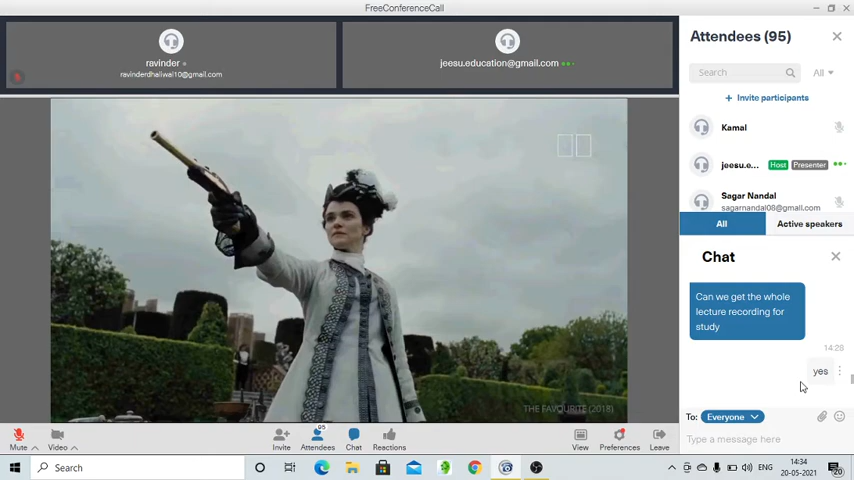 FreeConferenceCall
ravinder
ravinderdhaliwal10@gmail.com
jeesu.education@gmail.com
THE FAVOURITE (2018)
Attendees (95)
Search
All
+ Invite participants
Kamal
jeesu.e... Host Presenter
Sagar Nandal
sagarnandal08@gmail.com
All Active speakers
Chat
Can we get the whole
lecture recording for
study
14:29
yes
To: Everyone
Type a message here
95
Mute Video Invite Attendees Chat Reactions View Preferences Leave
Search
ENG
14:34
20-05-2021
20